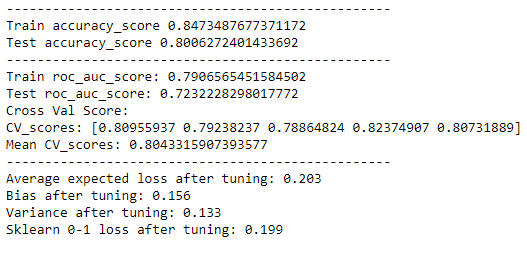 ---------------------------------------------------
Train accuracy_score 0.8473487677371172
Test accuracy_score 0.8006272401433692
---------------------------------------------------
Train roc_auc_score: 0.7906565451584502
Test roc_auc_score: 0.7232228298017772
Cross Val Score:
CV_scores: [0.80955937 0.79238237 0.78864824 0.82374907 0.80731889]
Mean CV_scores: 0.8043315907393577
---------------------------------------------------
Average expected loss after tuning: 0.203
Bias after tuning: 0.156
Variance after tuning: 0.133
Sklearn 0-1 loss after tuning: 0.199